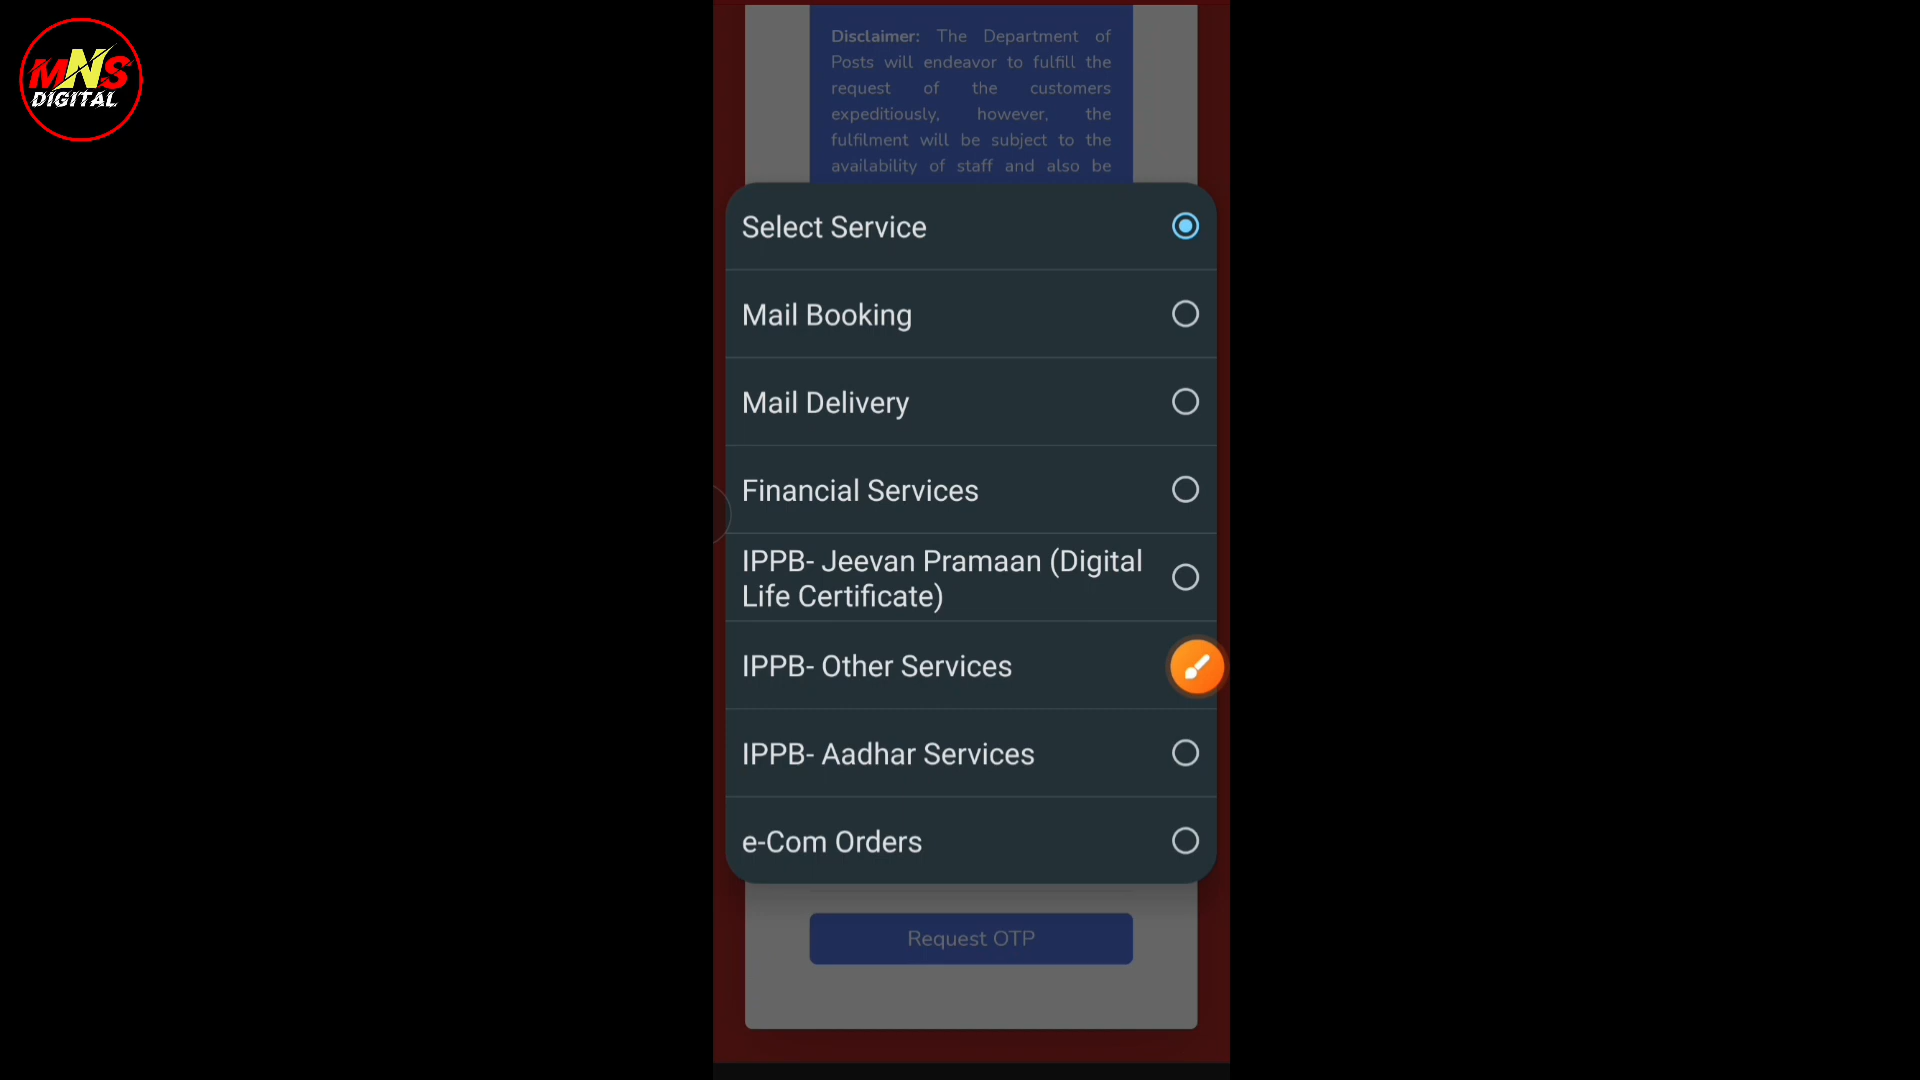 MNS
DIGITAL
Disclaimer: The Department of
Posts will endeavor to fulfill the
request of the customers
expeditiously, however, the
fulfilment will be subject to the
availability of staff and also be
Select Service
Mail Booking
Mail Delivery
Financial Services
IPPB- Jeevan Pramaan (Digital
Life Certificate)
IPPB- Other Services
IPPB- Aadhar Services
e-Com Orders
Request OTP